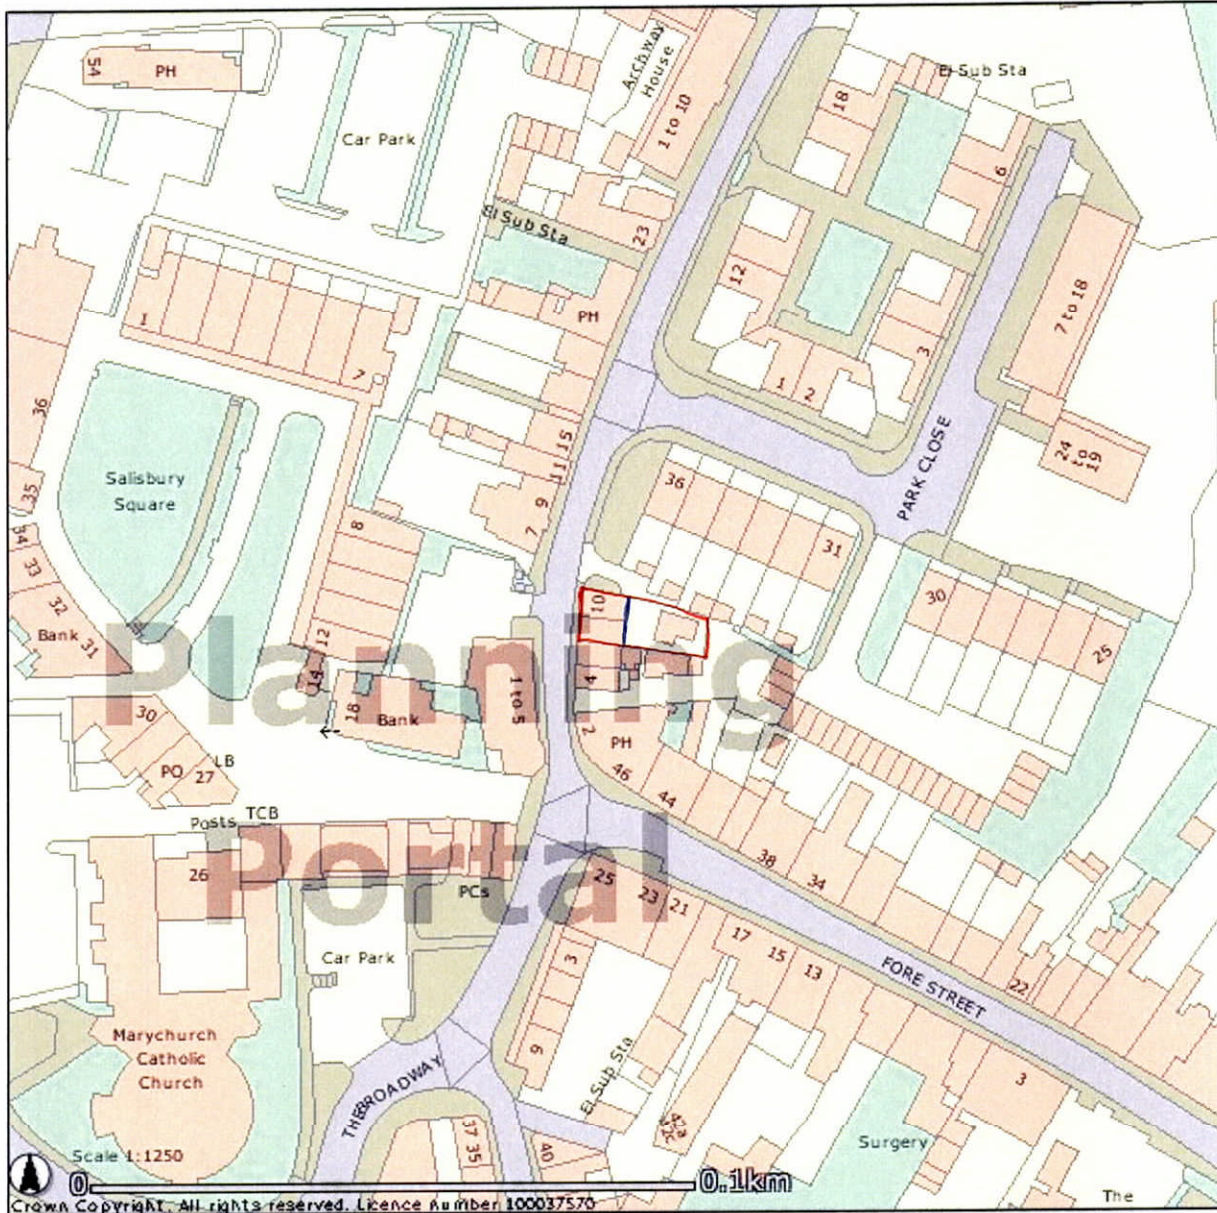 54
PH
Car Park
Archway
House
1 to 10
El Sub Sta
18
6
El Sub Sta
23
12
7 to 18
1
7
PH
3
1
2
36
Salisbury
Square
35
34
33
32
31
Bank
15
11
9
7
8
36
31
PARK CLOSE
24
to
19
10
30
25
12
14
18
Bank
1 to 5
4
2
PH
46
44
38
34
Planning
30
PO
27
LB
TCB
Posts
26
Portal
PCs
25
23
21
17
15
13
22
FORE STREET
3
Car Park
3
9
El Sub Sta
42a
42c
Marychurch
Catholic
Church
THE BROADWAY
37
35
40
Surgery
3
The
Scale 1:1250
0
0.1km
Crown Copyright. All rights reserved. Licence number 100037570